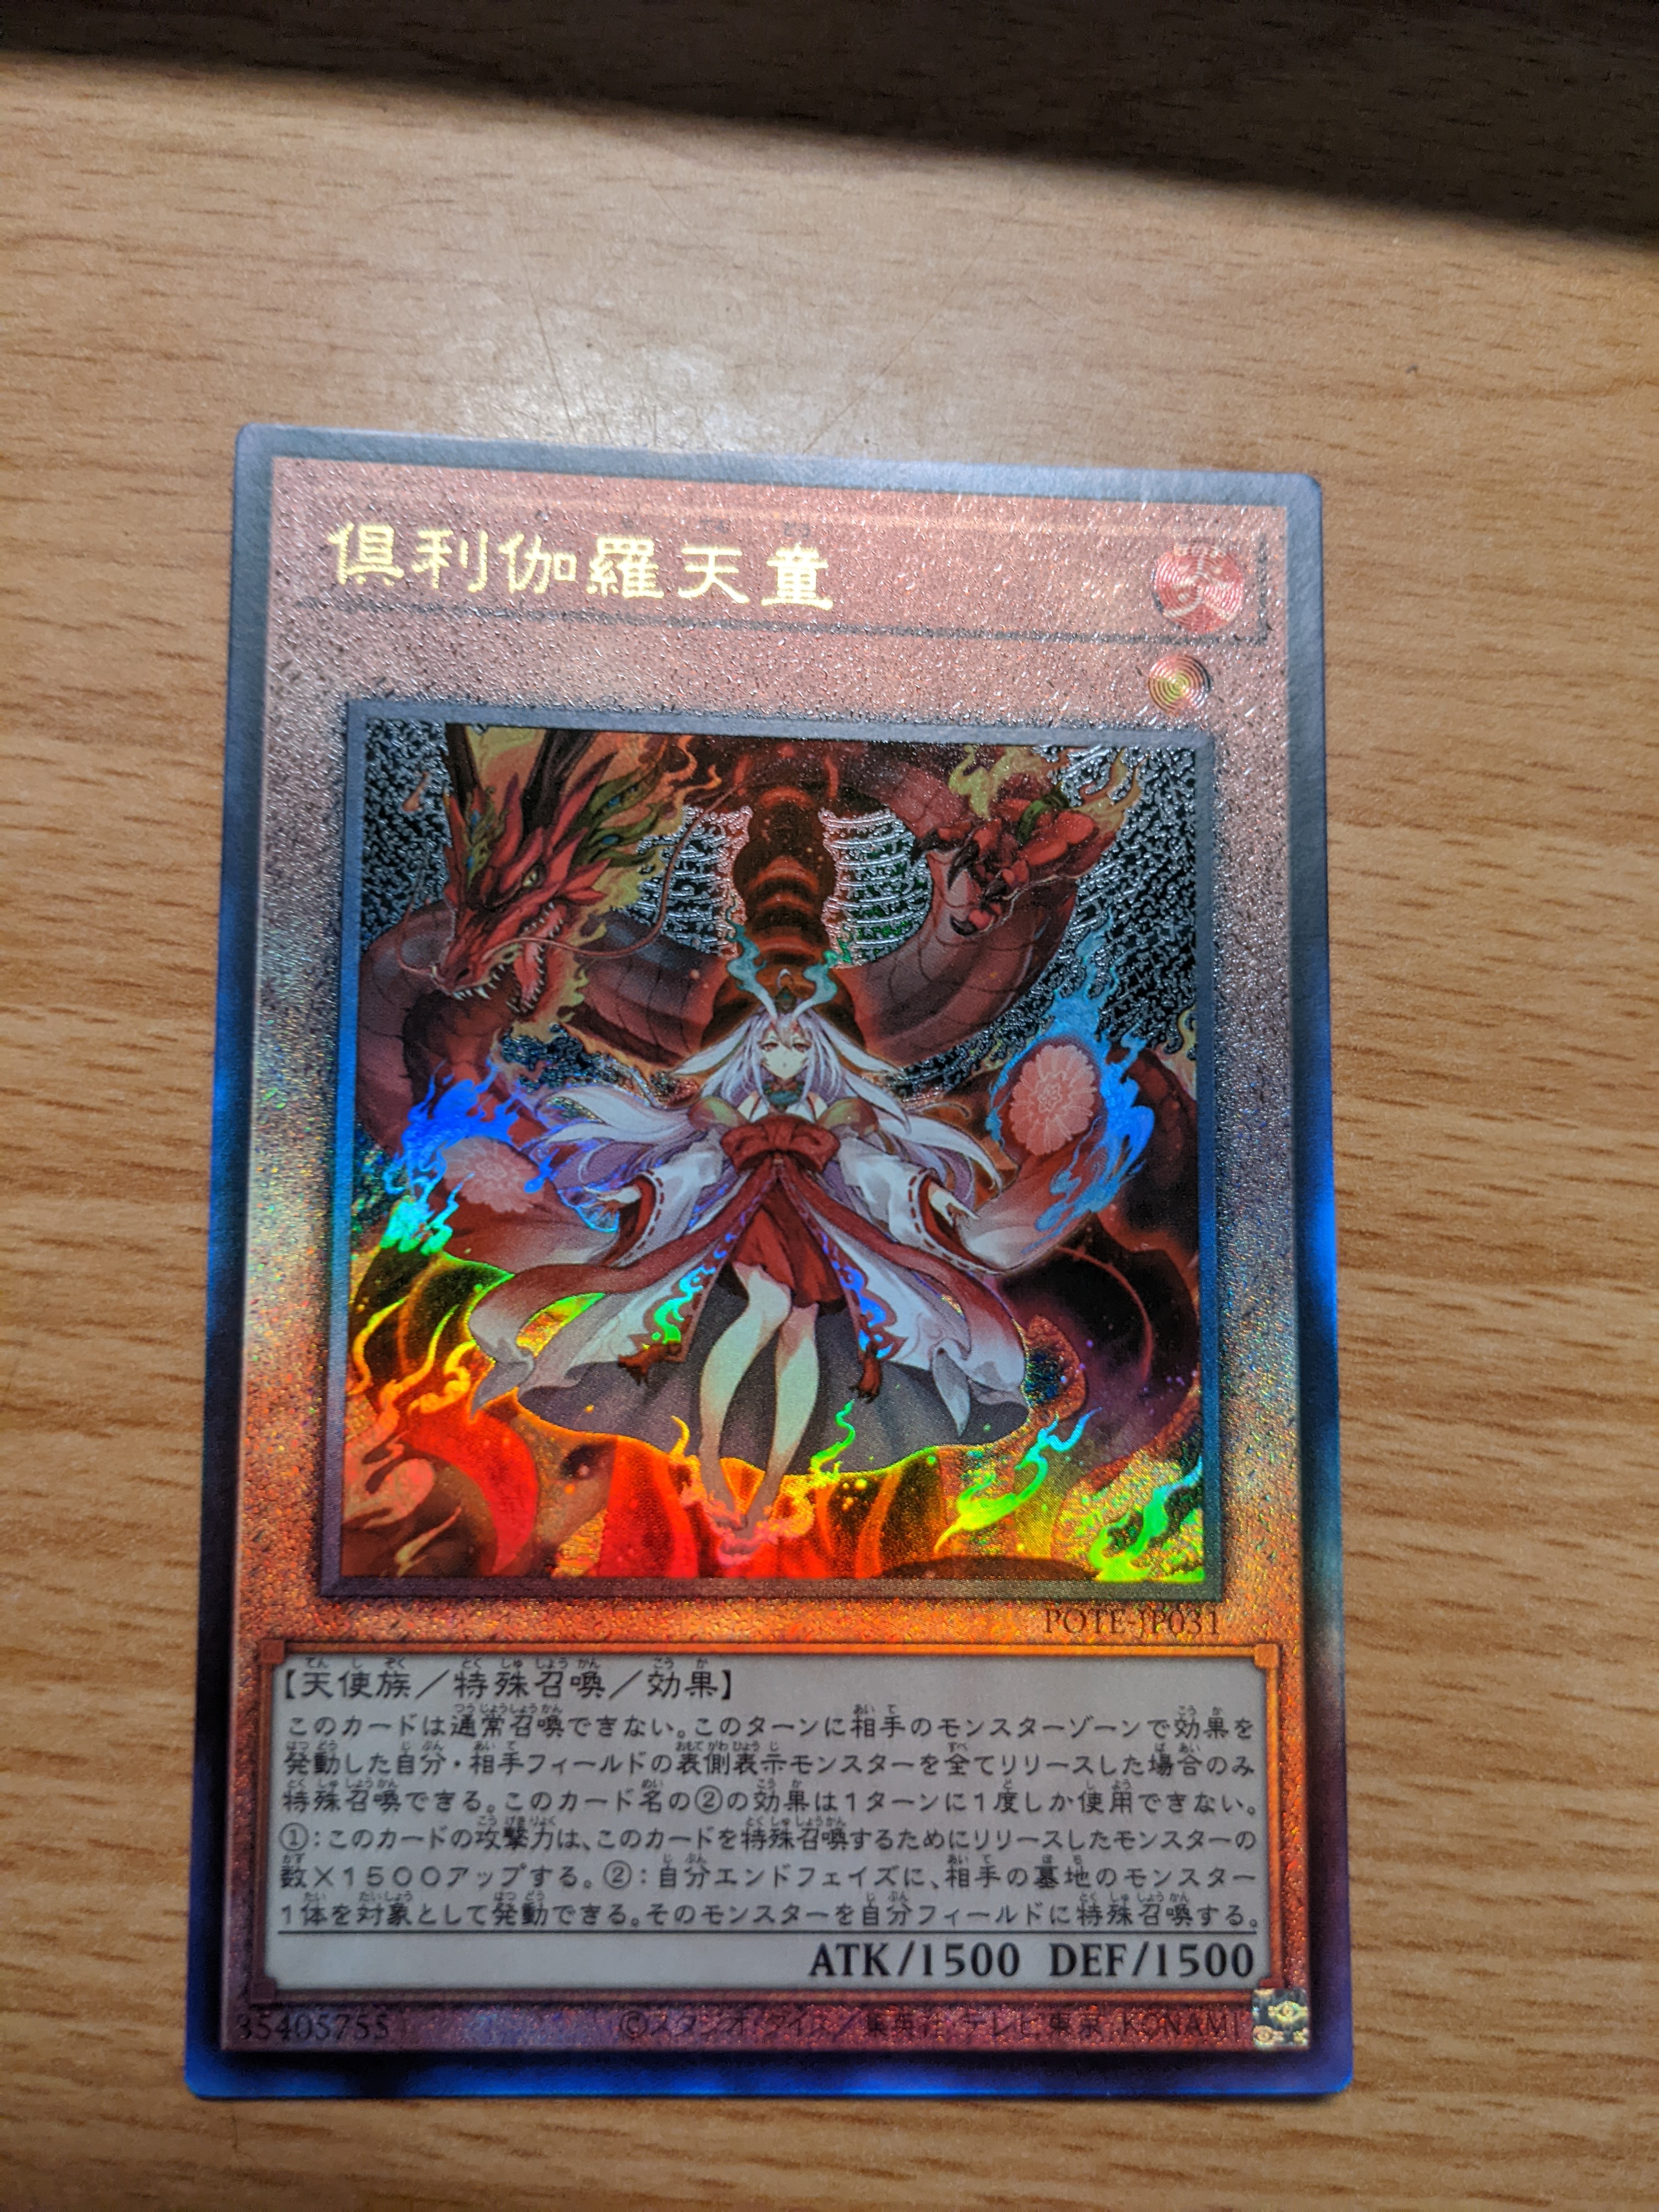 倶利伽羅天童
炎
POTE-JP031
【天使族／特殊召喚／効果】
このカードは通常召喚できない。このターンに相手のモンスターゾーンで効果を
発動した自分・相手フィールドの表側表示モンスターを全てリリースした場合のみ
特殊召喚できる。このカード名の②の効果は１ターンに１度しか使用できない。
①：このカードの攻撃力は、このカードを特殊召喚するためにリリースしたモンスターの
数×１５００アップする。②：自分エンドフェイズに、相手の墓地のモンスター
１体を対象として発動できる。そのモンスターを自分フィールドに特殊召喚する。
ATK/1500 DEF/1500
35405755 ©スタジオ・ダイス／集英社・テレビ東京・KONAMI